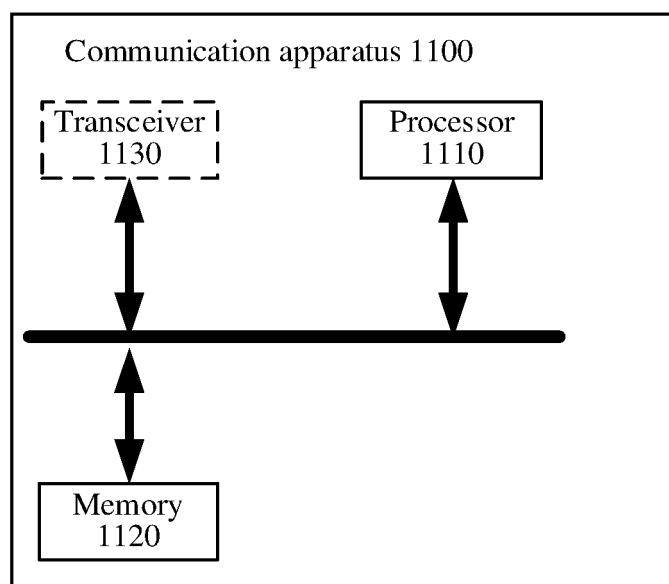 Communication apparatus 1100
Transceiver
1130
Processor
1110
Memory
1120